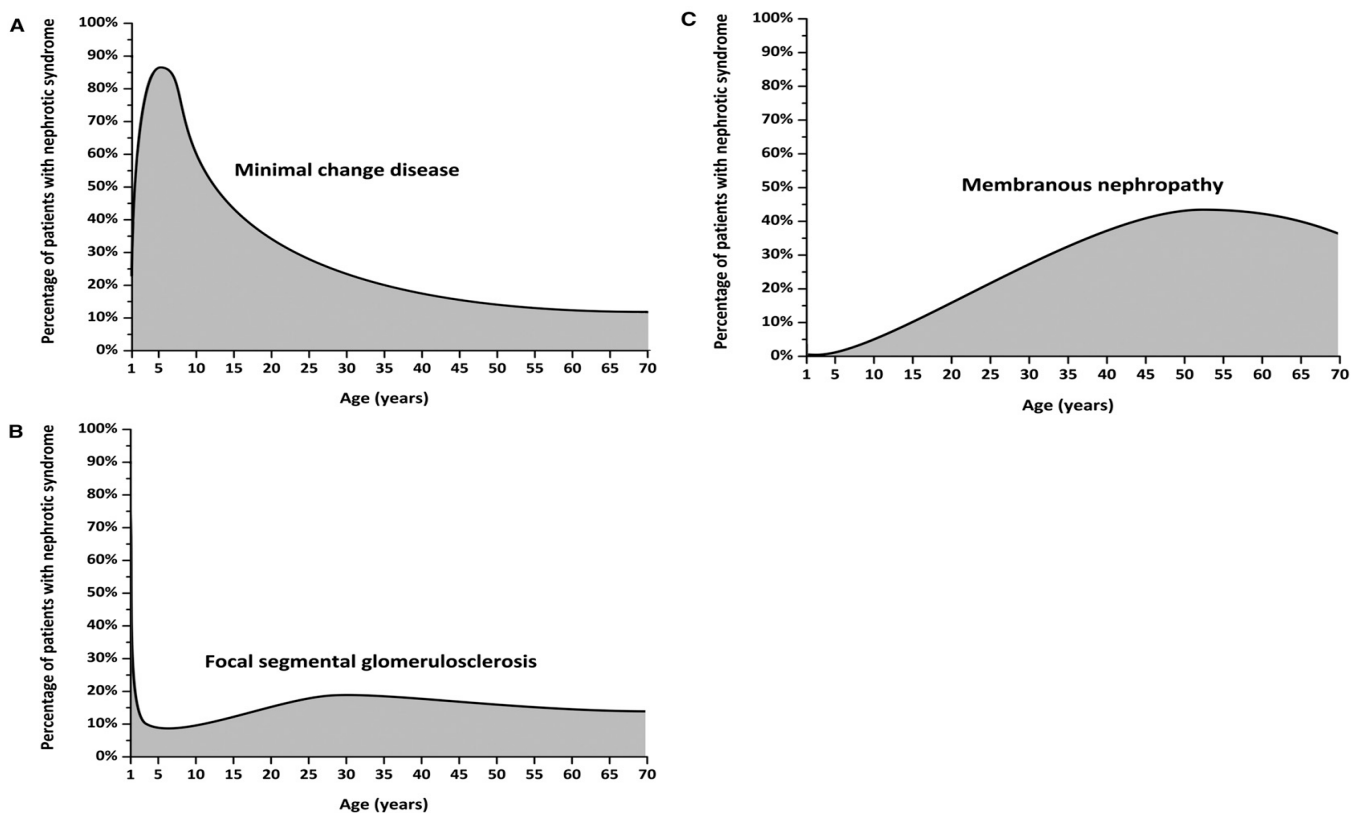 A
Percentage of patients with nephrotic syndrome
100%
90%
80%
70%
60%
50%
40%
30%
20%
10%
0%
Minimal change disease
1 5 10 15 20 25 30 35 40 45 50 55 60 65 70
Age (years)
B
Percentage of patients with nephrotic syndrome
100%
90%
80%
70%
60%
50%
40%
30%
20%
10%
0%
Focal segmental glomerulosclerosis
1 5 10 15 20 25 30 35 40 45 50 55 60 65 70
Age (years)
C
Percentage of patients with nephrotic syndrome
100%
90%
80%
70%
60%
50%
40%
30%
20%
10%
0%
Membranous nephropathy
1 5 10 15 20 25 30 35 40 45 50 55 60 65 70
Age (years)